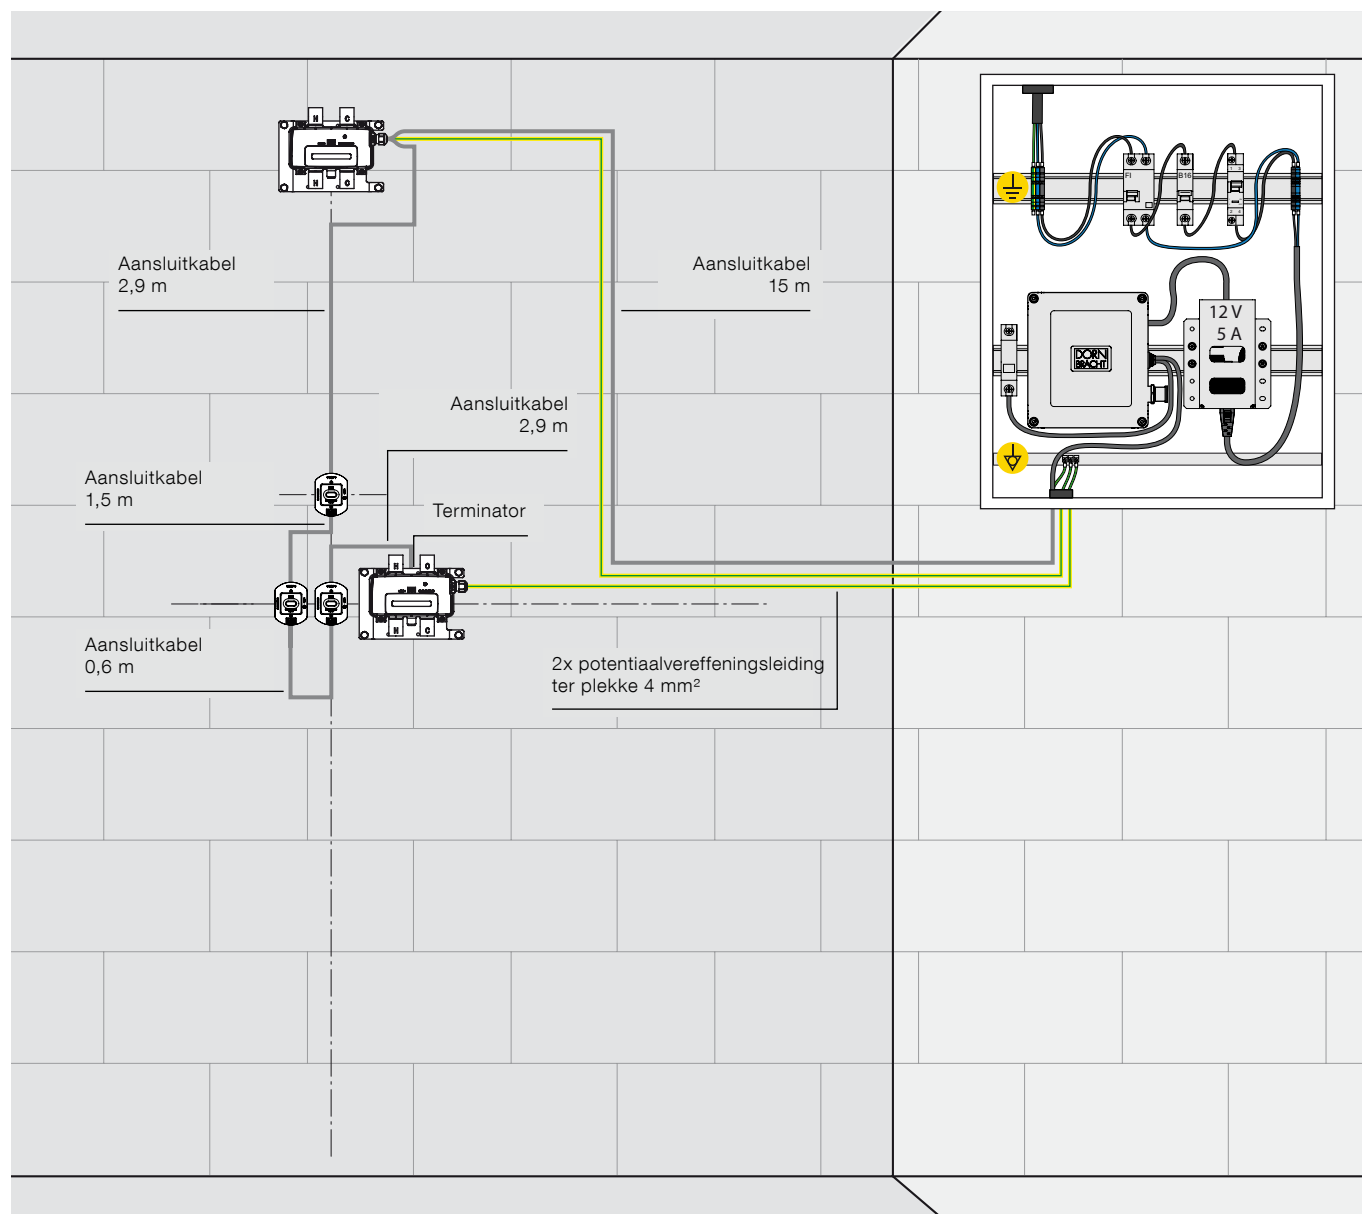 H C
H C
FI
B16
Aansluitkabel
2,9 m
Aansluitkabel
15 m
12 V
5 A
DORN
BRACHT
Aansluitkabel
2,9 m
Aansluitkabel
1,5 m
Terminator
H C
H C
Aansluitkabel
0,6 m
2x potentiaalvereffeningsleiding
ter plekke 4 mm²